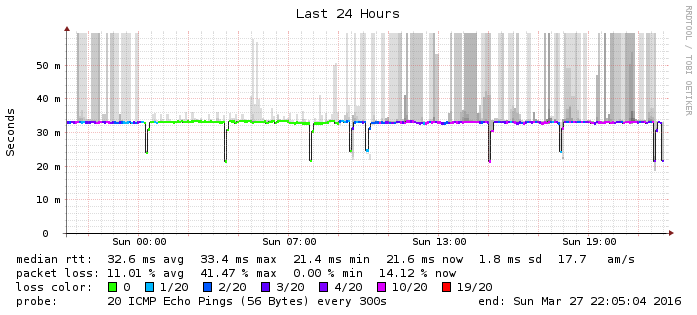 Last 24 Hours
RRDTOOL / TOBI OETIKER
Seconds
50 m
40 m
30 m
20 m
10 m
0
Sun 00:00 Sun 07:00 Sun 13:00 Sun 19:00
median rtt: 32.6 ms avg 33.4 ms max 21.4 ms min 21.6 ms now 1.8 ms sd 17.7 am/s
packet loss: 11.01 % avg 41.47 % max 0.00 % min 14.12 % now
loss color: 0 1/20 2/20 3/20 4/20 10/20 19/20
probe: 20 ICMP Echo Pings (56 Bytes) every 300s end: Sun Mar 27 22:05:04 2016